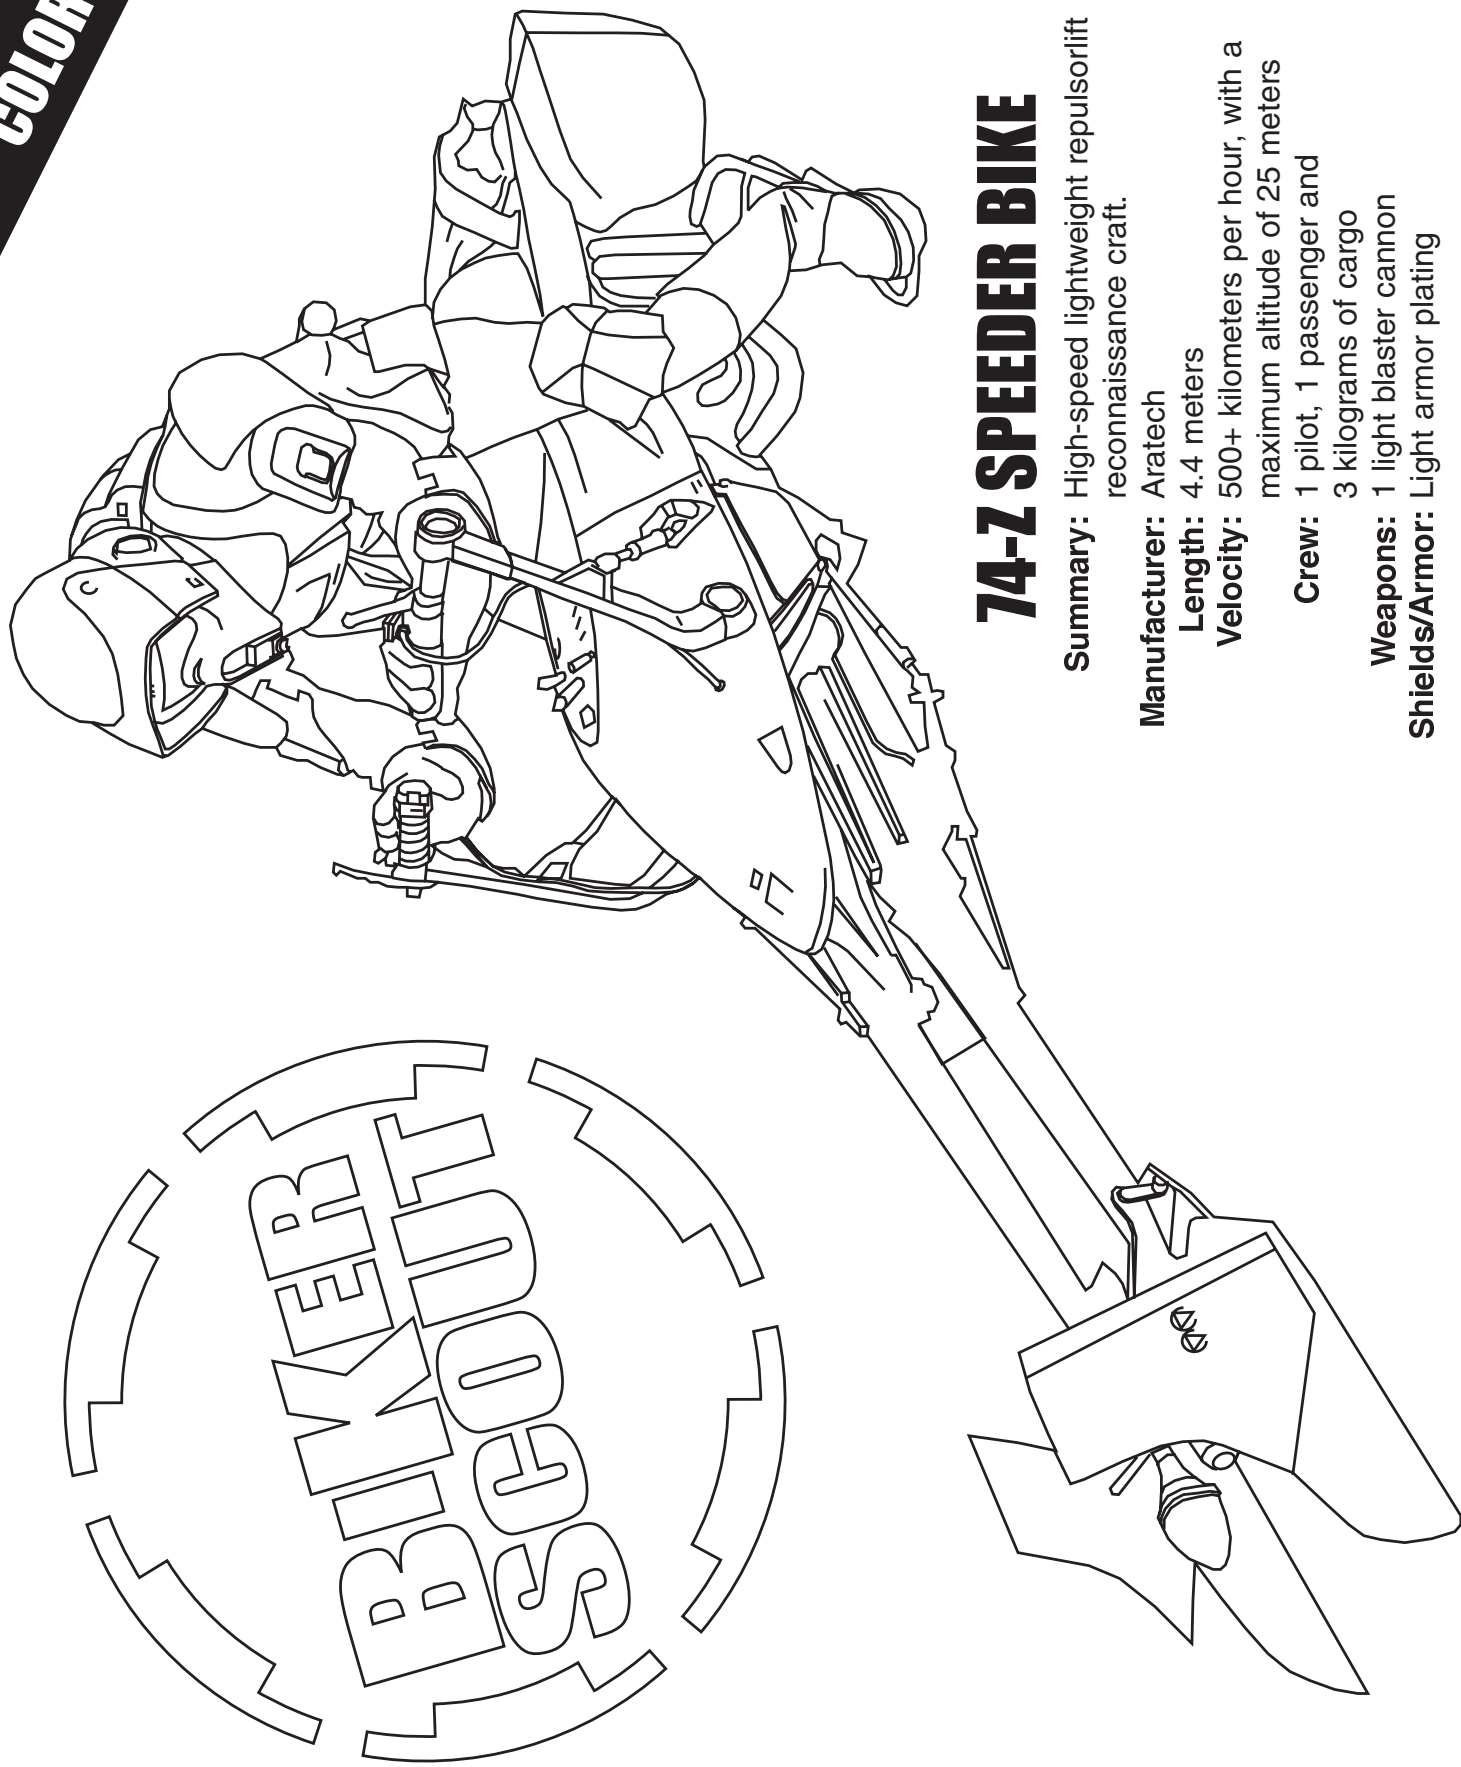 COLOR
BIKER
SCOUT
74-Z SPEEDER BIKE
Summary: High-speed lightweight repulsorlift
reconnaissance craft.
Manufacturer: Aratech
Length: 4.4 meters
Velocity: 500+ kilometers per hour, with a
maximum altitude of 25 meters
Crew: 1 pilot, 1 passenger and
3 kilograms of cargo
Weapons: 1 light blaster cannon
Shields/Armor: Light armor plating